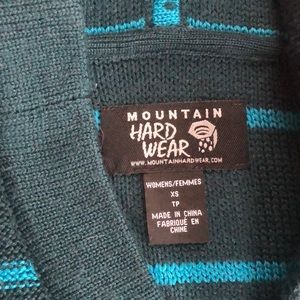 MOUNTAIN
HARD
WEAR
WWW.MOUNTAINHARDWEAR.COM
WOMENS/FEMMES
XS
TP
MADE IN CHINA
FABRIQUÉ EN
CHINE